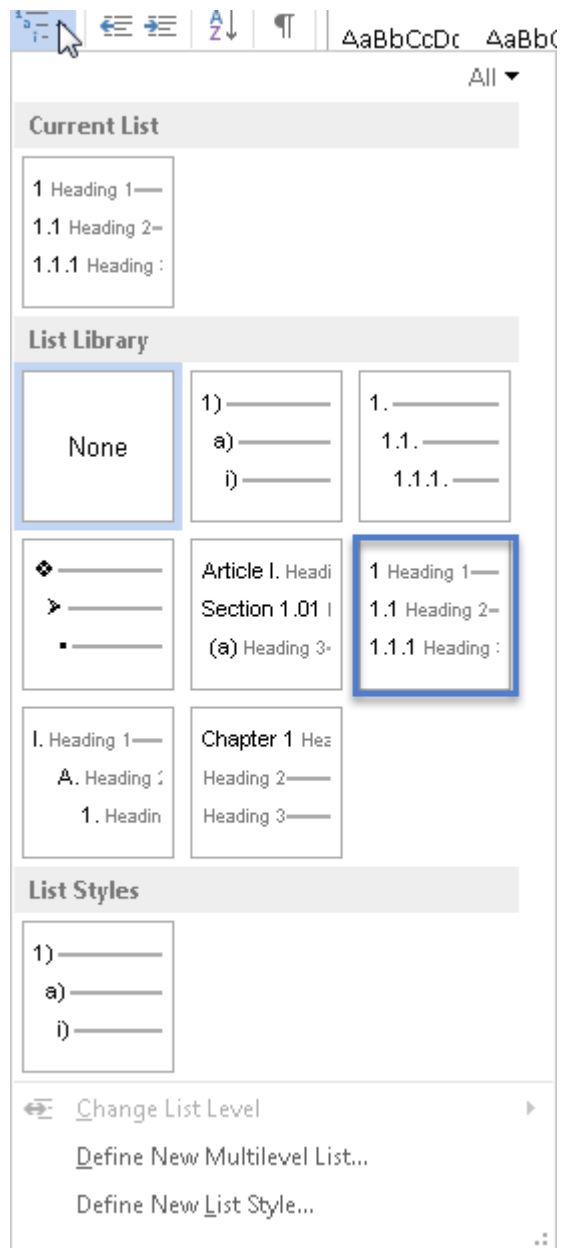 AaBbCcDc AaBb(
All
Current List
1 Heading 1
1.1 Heading 2
1.1.1 Heading :
List Library
None
1)
a)
i)
1.
1.1.
1.1.1.
Article I. Headi
Section 1.01
(a) Heading 3
1 Heading 1
1.1 Heading 2
1.1.1 Heading :
I. Heading 1
A. Heading 2
1. Headin
Chapter 1 Hea
Heading 2
Heading 3
List Styles
1)
a)
i)
Change List Level
Define New Multilevel List...
Define New List Style...